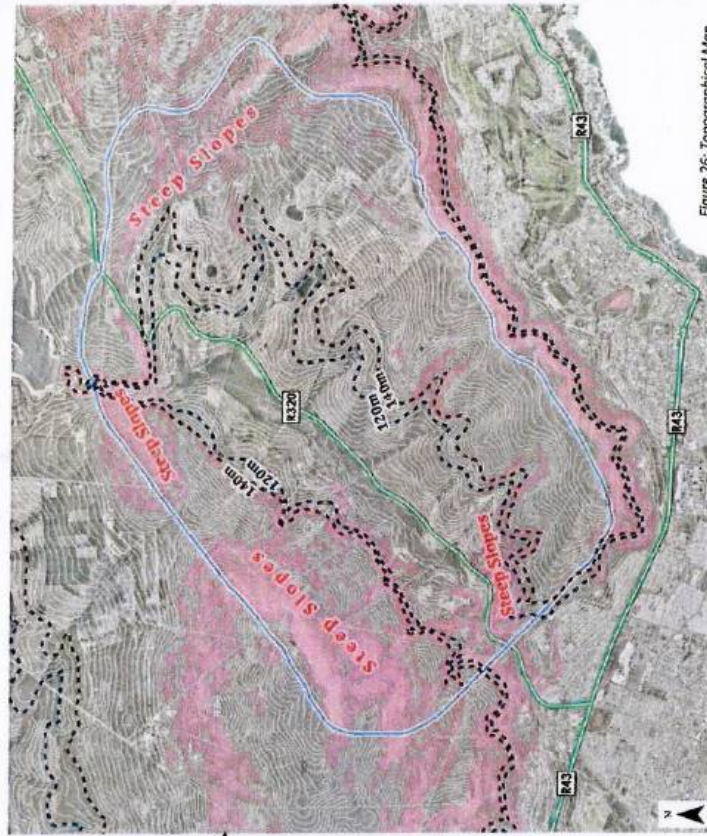 Steep Slopes
Steep Slopes
140m
120m
R320
Steep Slopes
120m
140m
Steep Slopes
R43
R43
R43
N
Figure 26: Topographical Map